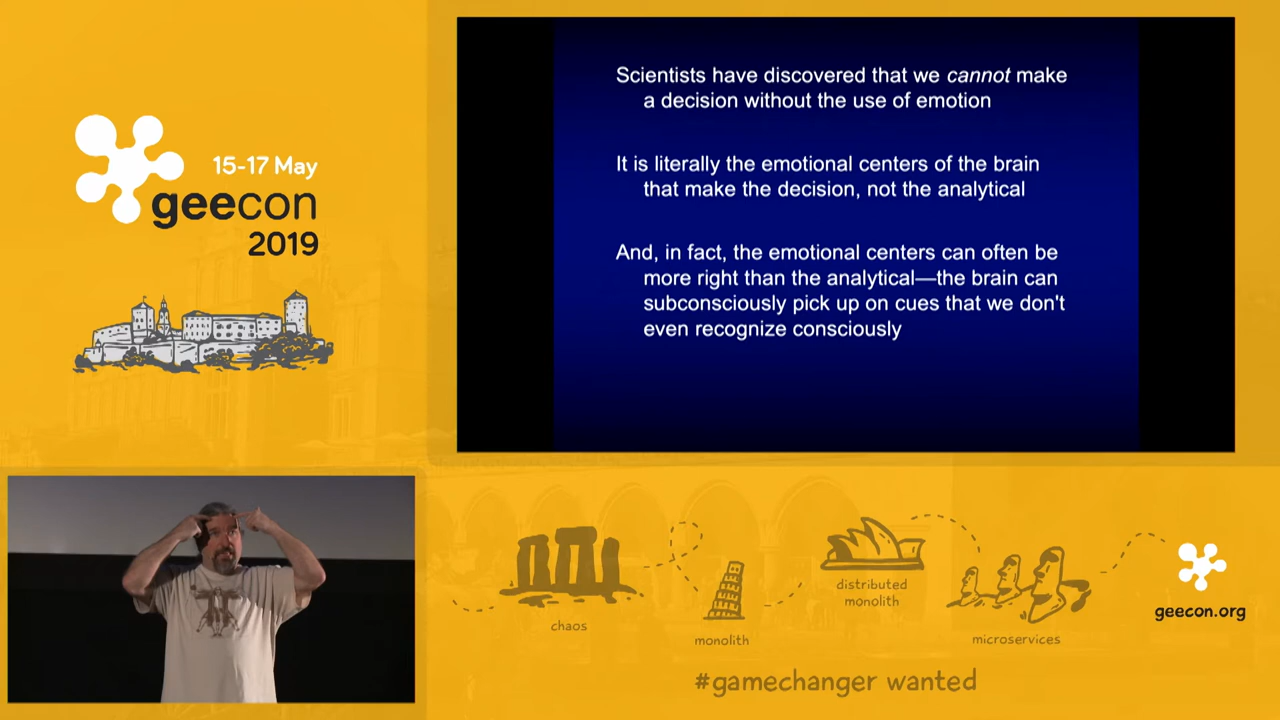 15-17 May
geecon
2019
Scientists have discovered that we cannot make
a decision without the use of emotion
It is literally the emotional centers of the brain
that make the decision, not the analytical
And, in fact, the emotional centers can often be
more right than the analytical—the brain can
subconsciously pick up on cues that we don't
even recognize consciously
chaos
monolith
distributed
monolith
microservices
geecon.org
#gamechanger wanted